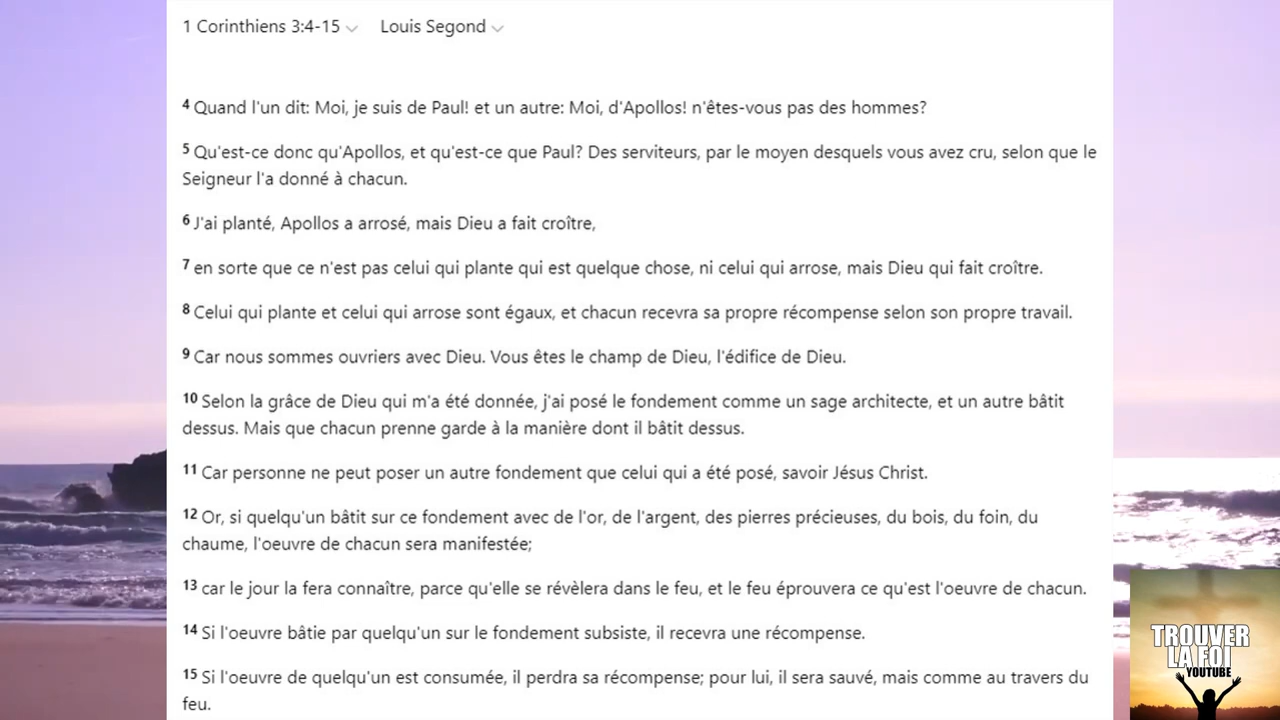 1 Corinthiens 3:4-15 Louis Segond
4 Quand l'un dit: Moi, je suis de Paul! et un autre: Moi, d'Apollos! n'êtes-vous pas des hommes?
5 Qu'est-ce donc qu'Apollos, et qu'est-ce que Paul? Des serviteurs, par le moyen desquels vous avez cru, selon que le
Seigneur l'a donné à chacun.
6 J'ai planté, Apollos a arrosé, mais Dieu a fait croître,
7 en sorte que ce n'est pas celui qui plante qui est quelque chose, ni celui qui arrose, mais Dieu qui fait croître.
8 Celui qui plante et celui qui arrose sont égaux, et chacun recevra sa propre récompense selon son propre travail.
9 Car nous sommes ouvriers avec Dieu. Vous êtes le champ de Dieu, l'édifice de Dieu.
10 Selon la grâce de Dieu qui m'a été donnée, j'ai posé le fondement comme un sage architecte, et un autre bâtit
dessus. Mais que chacun prenne garde à la manière dont il bâtit dessus.
11 Car personne ne peut poser un autre fondement que celui qui a été posé, savoir Jésus Christ.
12 Or, si quelqu'un bâtit sur ce fondement avec de l'or, de l'argent, des pierres précieuses, du bois, du foin, du
chaume, l'oeuvre de chacun sera manifestée;
13 car le jour la fera connaître, parce qu'elle se révèlera dans le feu, et le feu éprouvera ce qu'est l'oeuvre de chacun.
14 Si l'oeuvre bâtie par quelqu'un sur le fondement subsiste, il recevra une récompense.
15 Si l'oeuvre de quelqu'un est consumée, il perdra sa récompense; pour lui, il sera sauvé, mais comme au travers du
feu.
TROUVER
LA FOI
YOUTUBE